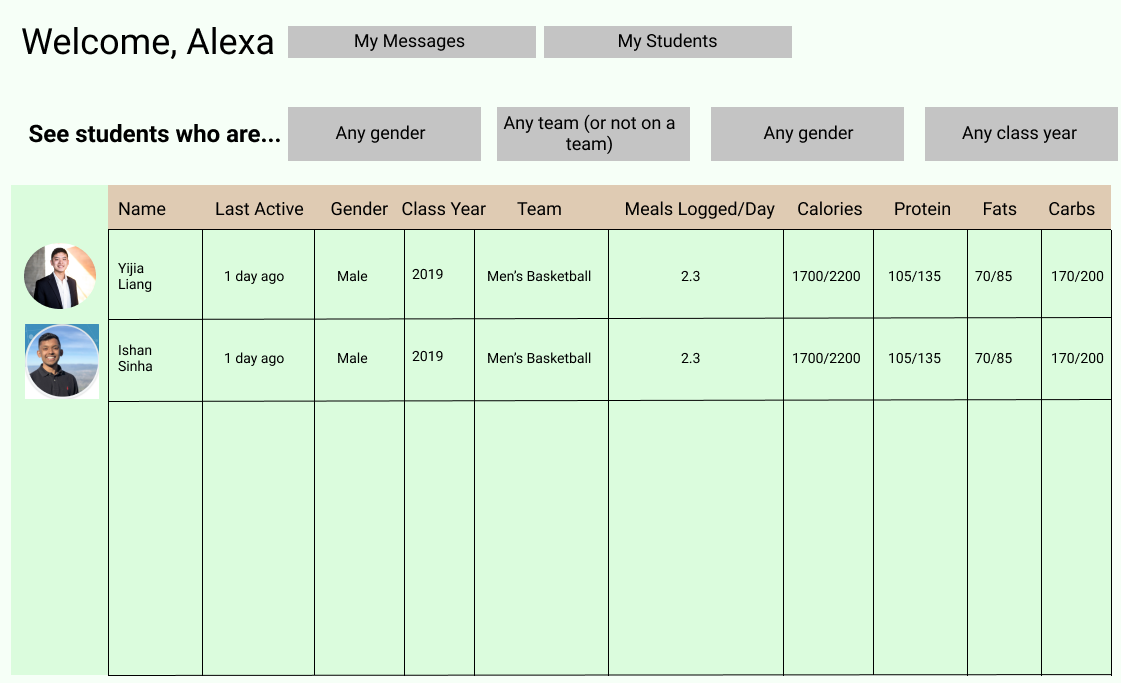 Welcome, Alexa
My Messages
My Students
See students who are...
Any gender
Any team (or not on a
team)
Any gender
Any class year
Name Last Active Gender Class Year Team Meals Logged/Day Calories Protein Fats Carbs
Yijia
Liang
1 day ago Male 2019 Men’s Basketball 2.3 1700/2200 105/135 70/85 170/200
Ishan
Sinha
1 day ago Male 2019 Men’s Basketball 2.3 1700/2200 105/135 70/85 170/200